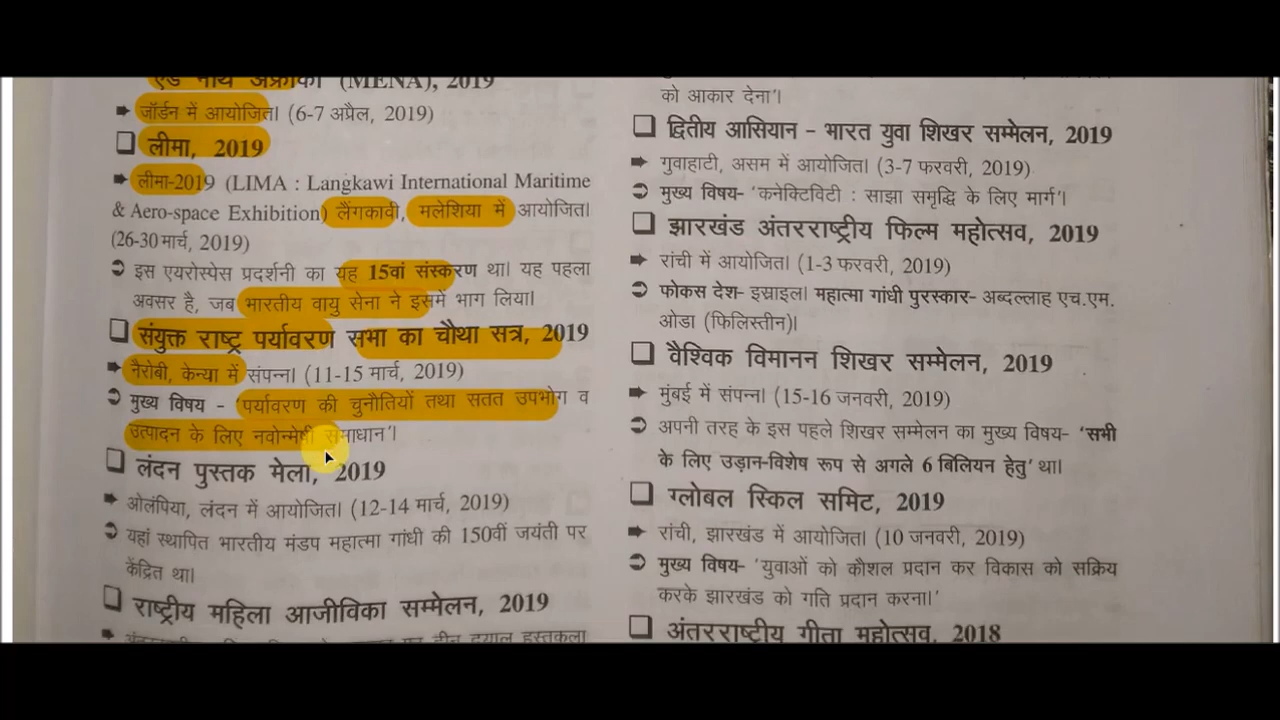 एंड नॉर्थ अफ्रीका (MENA), 2019
➨ जॉर्डन में आयोजित। (6-7 अप्रैल, 2019)
❑ लीमा, 2019
➨ लीमा-2019 (LIMA : Langkawi International Maritime
& Aero-space Exhibition) लैंगकावी, मलेशिया में आयोजित।
(26-30 मार्च, 2019)
➲ इस एयरोस्पेस प्रदर्शनी का यह 15वां संस्करण था। यह पहला
अवसर है, जब भारतीय वायु सेना ने इसमें भाग लिया।
❑ संयुक्त राष्ट्र पर्यावरण सभा का चौथा सत्र, 2019
➨ नैरोबी, केन्या में संपन्न। (11-15 मार्च, 2019)
➲ मुख्य विषय - 'पर्यावरण की चुनौतियों तथा सतत उपभोग व
उत्पादन के लिए नवोन्मेषी समाधान'।
❑ लंदन पुस्तक मेला, 2019
➨ ओलंपिया, लंदन में आयोजित। (12-14 मार्च, 2019)
➲ यहां स्थापित भारतीय मंडप महात्मा गांधी की 150वीं जयंती पर
केंद्रित था।
❑ राष्ट्रीय महिला आजीविका सम्मेलन, 2019
को आकार देना'।
❑ द्वितीय आसियान - भारत युवा शिखर सम्मेलन, 2019
➨ गुवाहाटी, असम में आयोजित। (3-7 फरवरी, 2019)
➲ मुख्य विषय- 'कनेक्टिविटी : साझा समृद्धि के लिए मार्ग'।
❑ झारखंड अंतरराष्ट्रीय फिल्म महोत्सव, 2019
➨ रांची में आयोजित। (1-3 फरवरी, 2019)
➲ फोकस देश- इस्राइल। महात्मा गांधी पुरस्कार- अब्दल्लाह एच.एम.
ओडा (फिलिस्तीन)।
❑ वैश्विक विमानन शिखर सम्मेलन, 2019
➨ मुंबई में संपन्न। (15-16 जनवरी, 2019)
➲ अपनी तरह के इस पहले शिखर सम्मेलन का मुख्य विषय- 'सभी
के लिए उड़ान-विशेष रूप से अगले 6 बिलियन हेतु' था।
❑ ग्लोबल स्किल समिट, 2019
➨ रांची, झारखंड में आयोजित। (10 जनवरी, 2019)
➲ मुख्य विषय- 'युवाओं को कौशल प्रदान कर विकास को सक्रिय
करके झारखंड को गति प्रदान करना।'
❑ अंतरराष्ट्रीय गीता महोत्सव, 2018